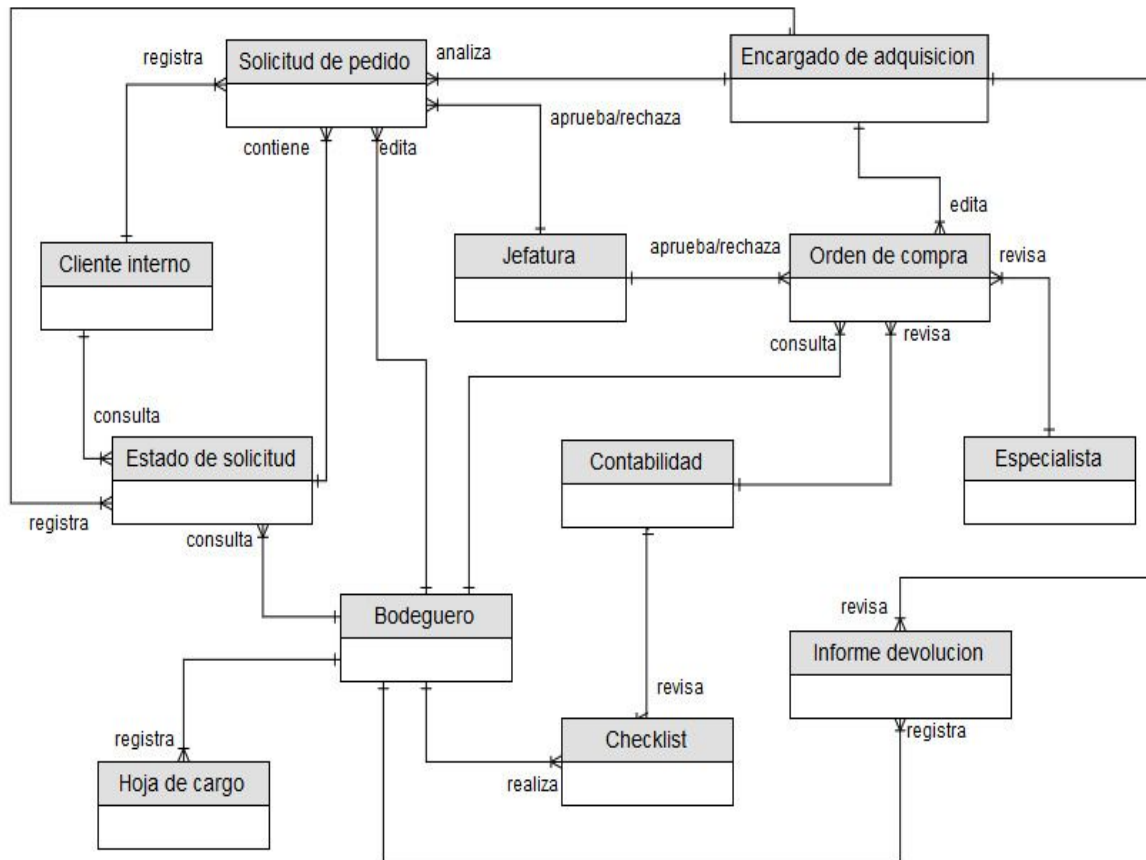 registra
Solicitud de pedido
analiza
Encargado de adquisicion
aprueba/rechaza
contiene
edita
edita
Cliente interno
Jefatura
aprueba/rechaza
Orden de compra
revisa
consulta
revisa
consulta
Estado de solicitud
Contabilidad
Especialista
registra
consulta
Bodeguero
revisa
Informe devolucion
revisa
registra
registra
Checklist
Hoja de cargo
realiza